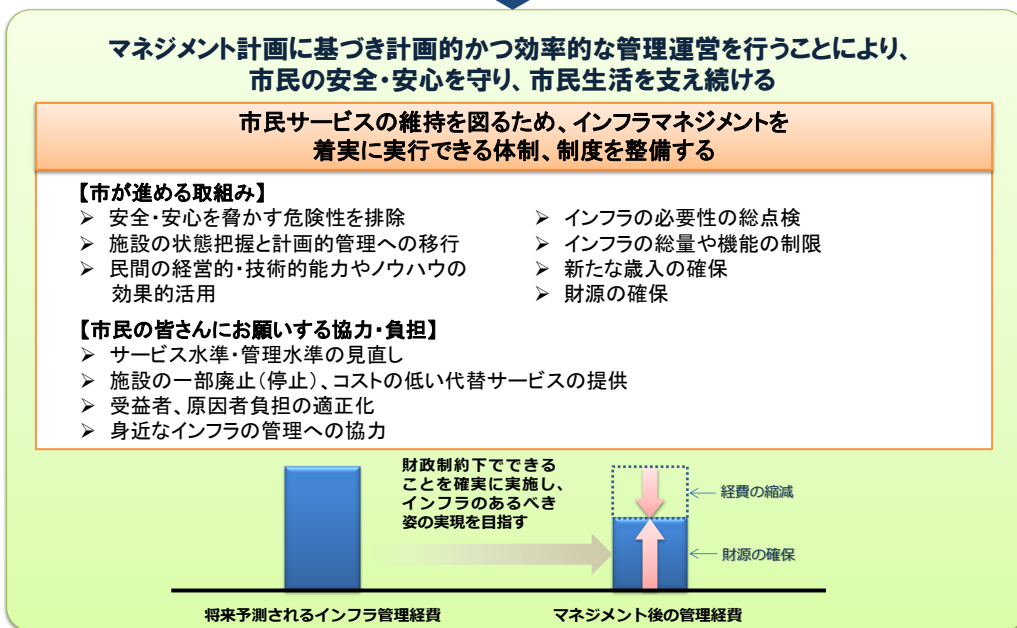 マネジメント計画に基づき計画的かつ効率的な管理運営を行うことにより、
市民の安全・安心を守り、市民生活を支え続ける
市民サービスの維持を図るため、インフラマネジメントを
着実に実行できる体制、制度を整備する
【市が進める取組み】
➢ 安全・安心を脅かす危険性を排除
➢ 施設の状態把握と計画的管理への移行
➢ 民間の経営的・技術的能力やノウハウの
効果的活用
➢ インフラの必要性の総点検
➢ インフラの総量や機能の制限
➢ 新たな歳入の確保
➢ 財源の確保
【市民の皆さんにお願いする協力・負担】
➢ サービス水準・管理水準の見直し
➢ 施設の一部廃止(停止)、コストの低い代替サービスの提供
➢ 受益者、原因者負担の適正化
➢ 身近なインフラの管理への協力
財政制約下でできる
ことを確実に実施し、
インフラのあるべき
姿の実現を目指す
経費の縮減
財源の確保
将来予測されるインフラ管理経費
マネジメント後の管理経費